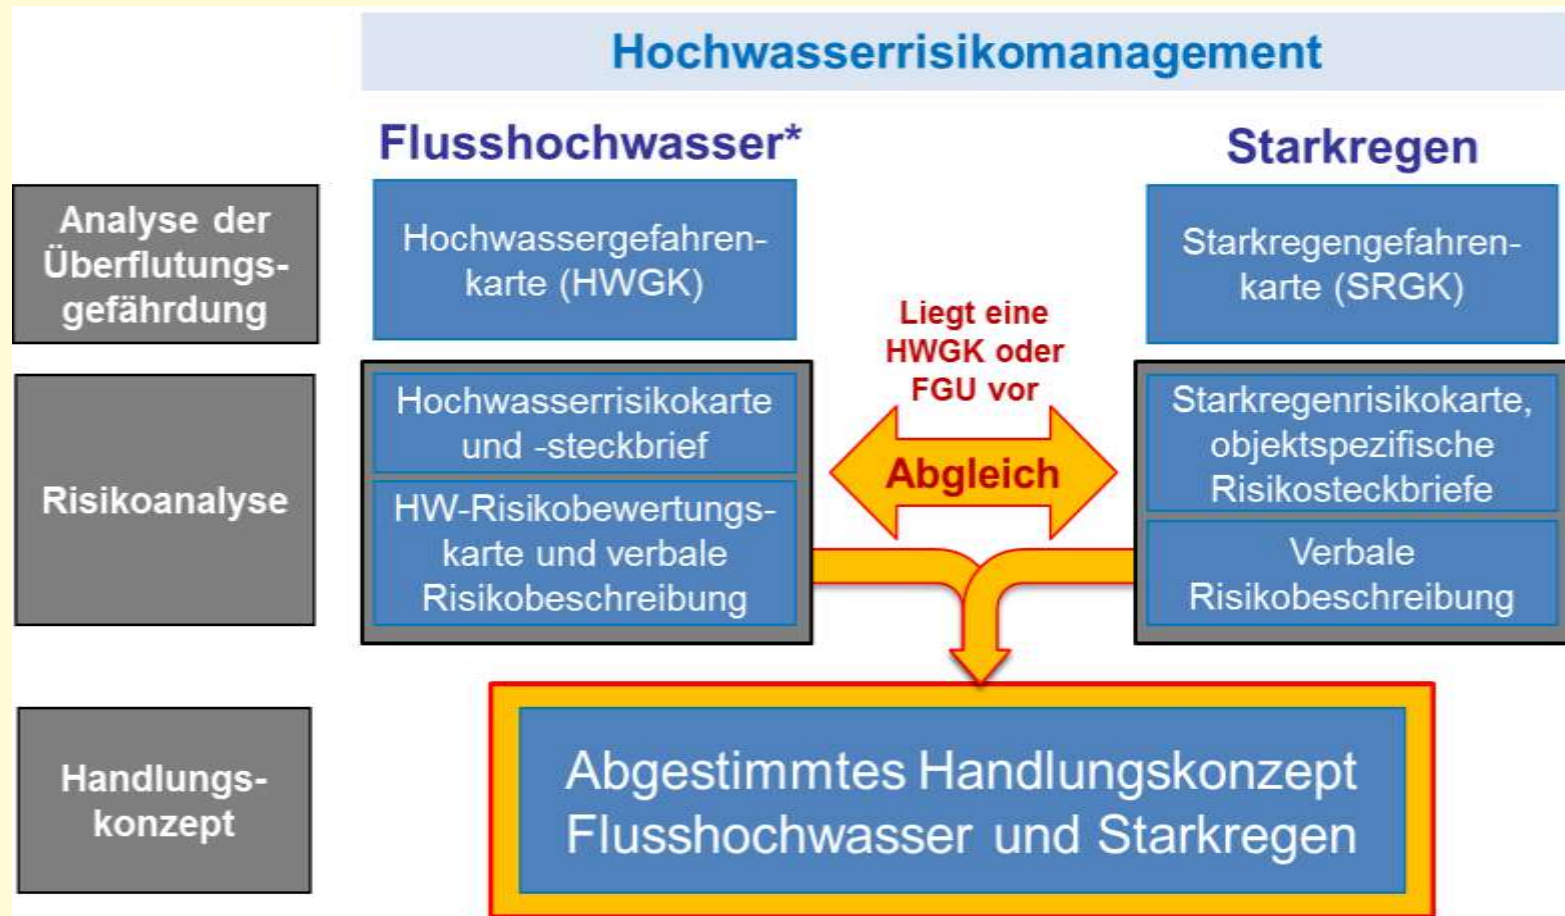 Hochwasserrisikomanagement
Flusshochwasser*
Starkregen
Analyse der
Überflutungs-
gefährdung
Hochwassergefahren-
karte (HWGK)
Starkregengefahren-
karte (SRGK)
Liegt eine
HWGK oder
FGU vor
Abgleich
Risikoanalyse
Hochwasserrisikokarte
und -steckbrief
HW-Risikobewertungs-
karte und verbale
Risikobeschreibung
Starkregenrisikokarte,
objektspezifische
Risikosteckbriefe
Verbale
Risikobeschreibung
Handlungs-
konzept
Abgestimmtes Handlungskonzept
Flusshochwasser und Starkregen